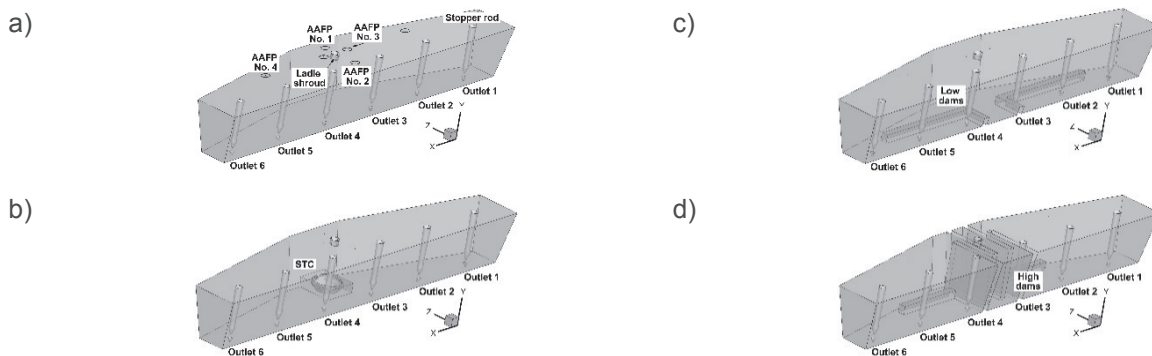 a)
Stopper rod
AAFP
No. 1
AAFP
No. 3
AAFP
No. 4
Ladle
shroud
AAFP
No. 2
Outlet 1
Outlet 2
Outlet 3
Outlet 4
Outlet 5
Outlet 6
Y
Z
X
b)
STC
Outlet 1
Outlet 2
Outlet 3
Outlet 4
Outlet 5
Outlet 6
Y
Z
X
c)
Low
dams
Outlet 1
Outlet 2
Outlet 3
Outlet 4
Outlet 5
Outlet 6
Y
Z
X
d)
High
dams
Outlet 1
Outlet 2
Outlet 3
Outlet 4
Outlet 5
Outlet 6
Y
Z
X